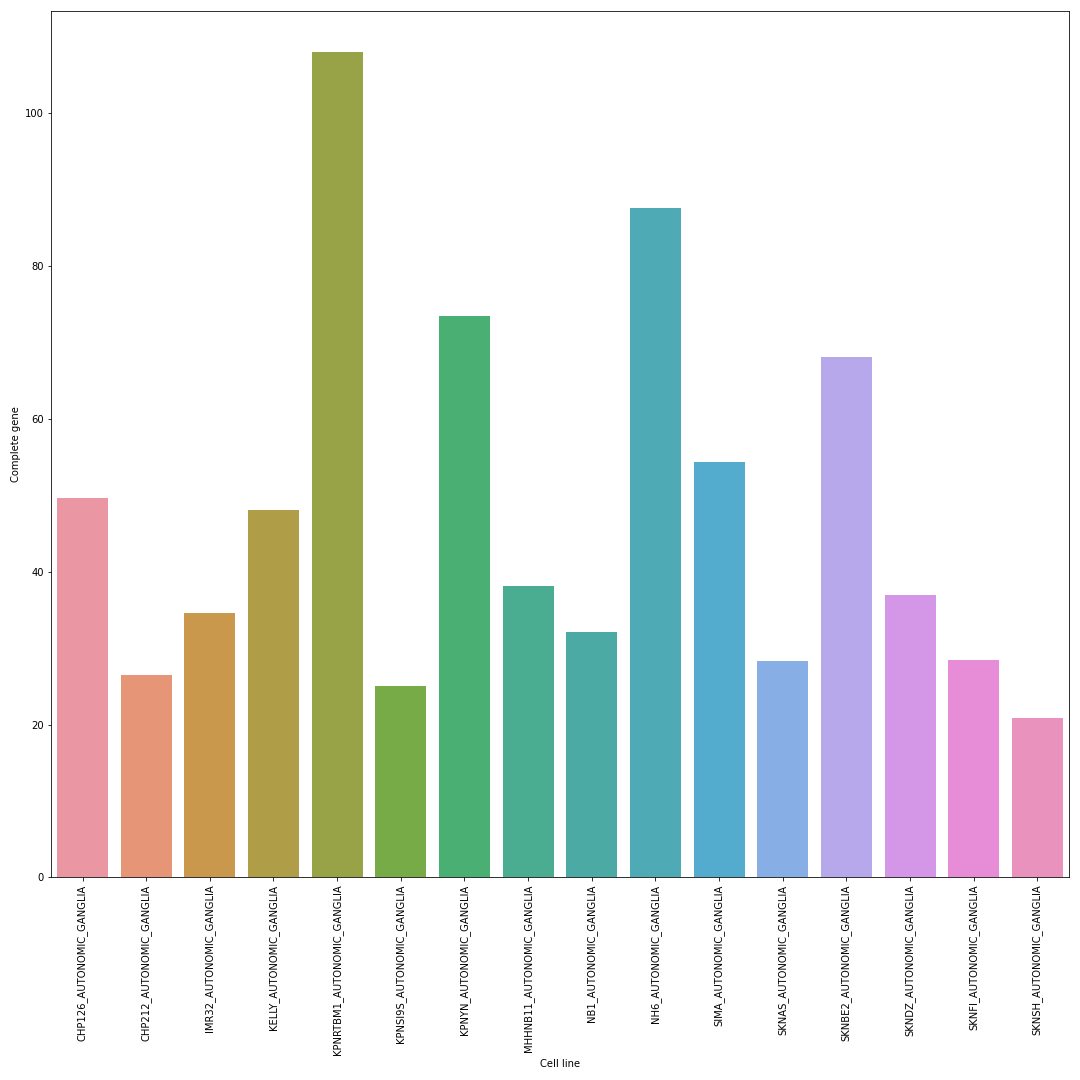 Complete gene
100
80
60
40
20
0
CHP126_AUTONOMIC_GANGLIA
CHP212_AUTONOMIC_GANGLIA
IMR32_AUTONOMIC_GANGLIA
KELLY_AUTONOMIC_GANGLIA
KPNRTBM1_AUTONOMIC_GANGLIA
KPNSI9S_AUTONOMIC_GANGLIA
KPNYN_AUTONOMIC_GANGLIA
MHHNB11_AUTONOMIC_GANGLIA
NB1_AUTONOMIC_GANGLIA
NH6_AUTONOMIC_GANGLIA
SIMA_AUTONOMIC_GANGLIA
SKNAS_AUTONOMIC_GANGLIA
SKNBE2_AUTONOMIC_GANGLIA
SKNDZ_AUTONOMIC_GANGLIA
SKNFI_AUTONOMIC_GANGLIA
SKNSH_AUTONOMIC_GANGLIA
Cell line